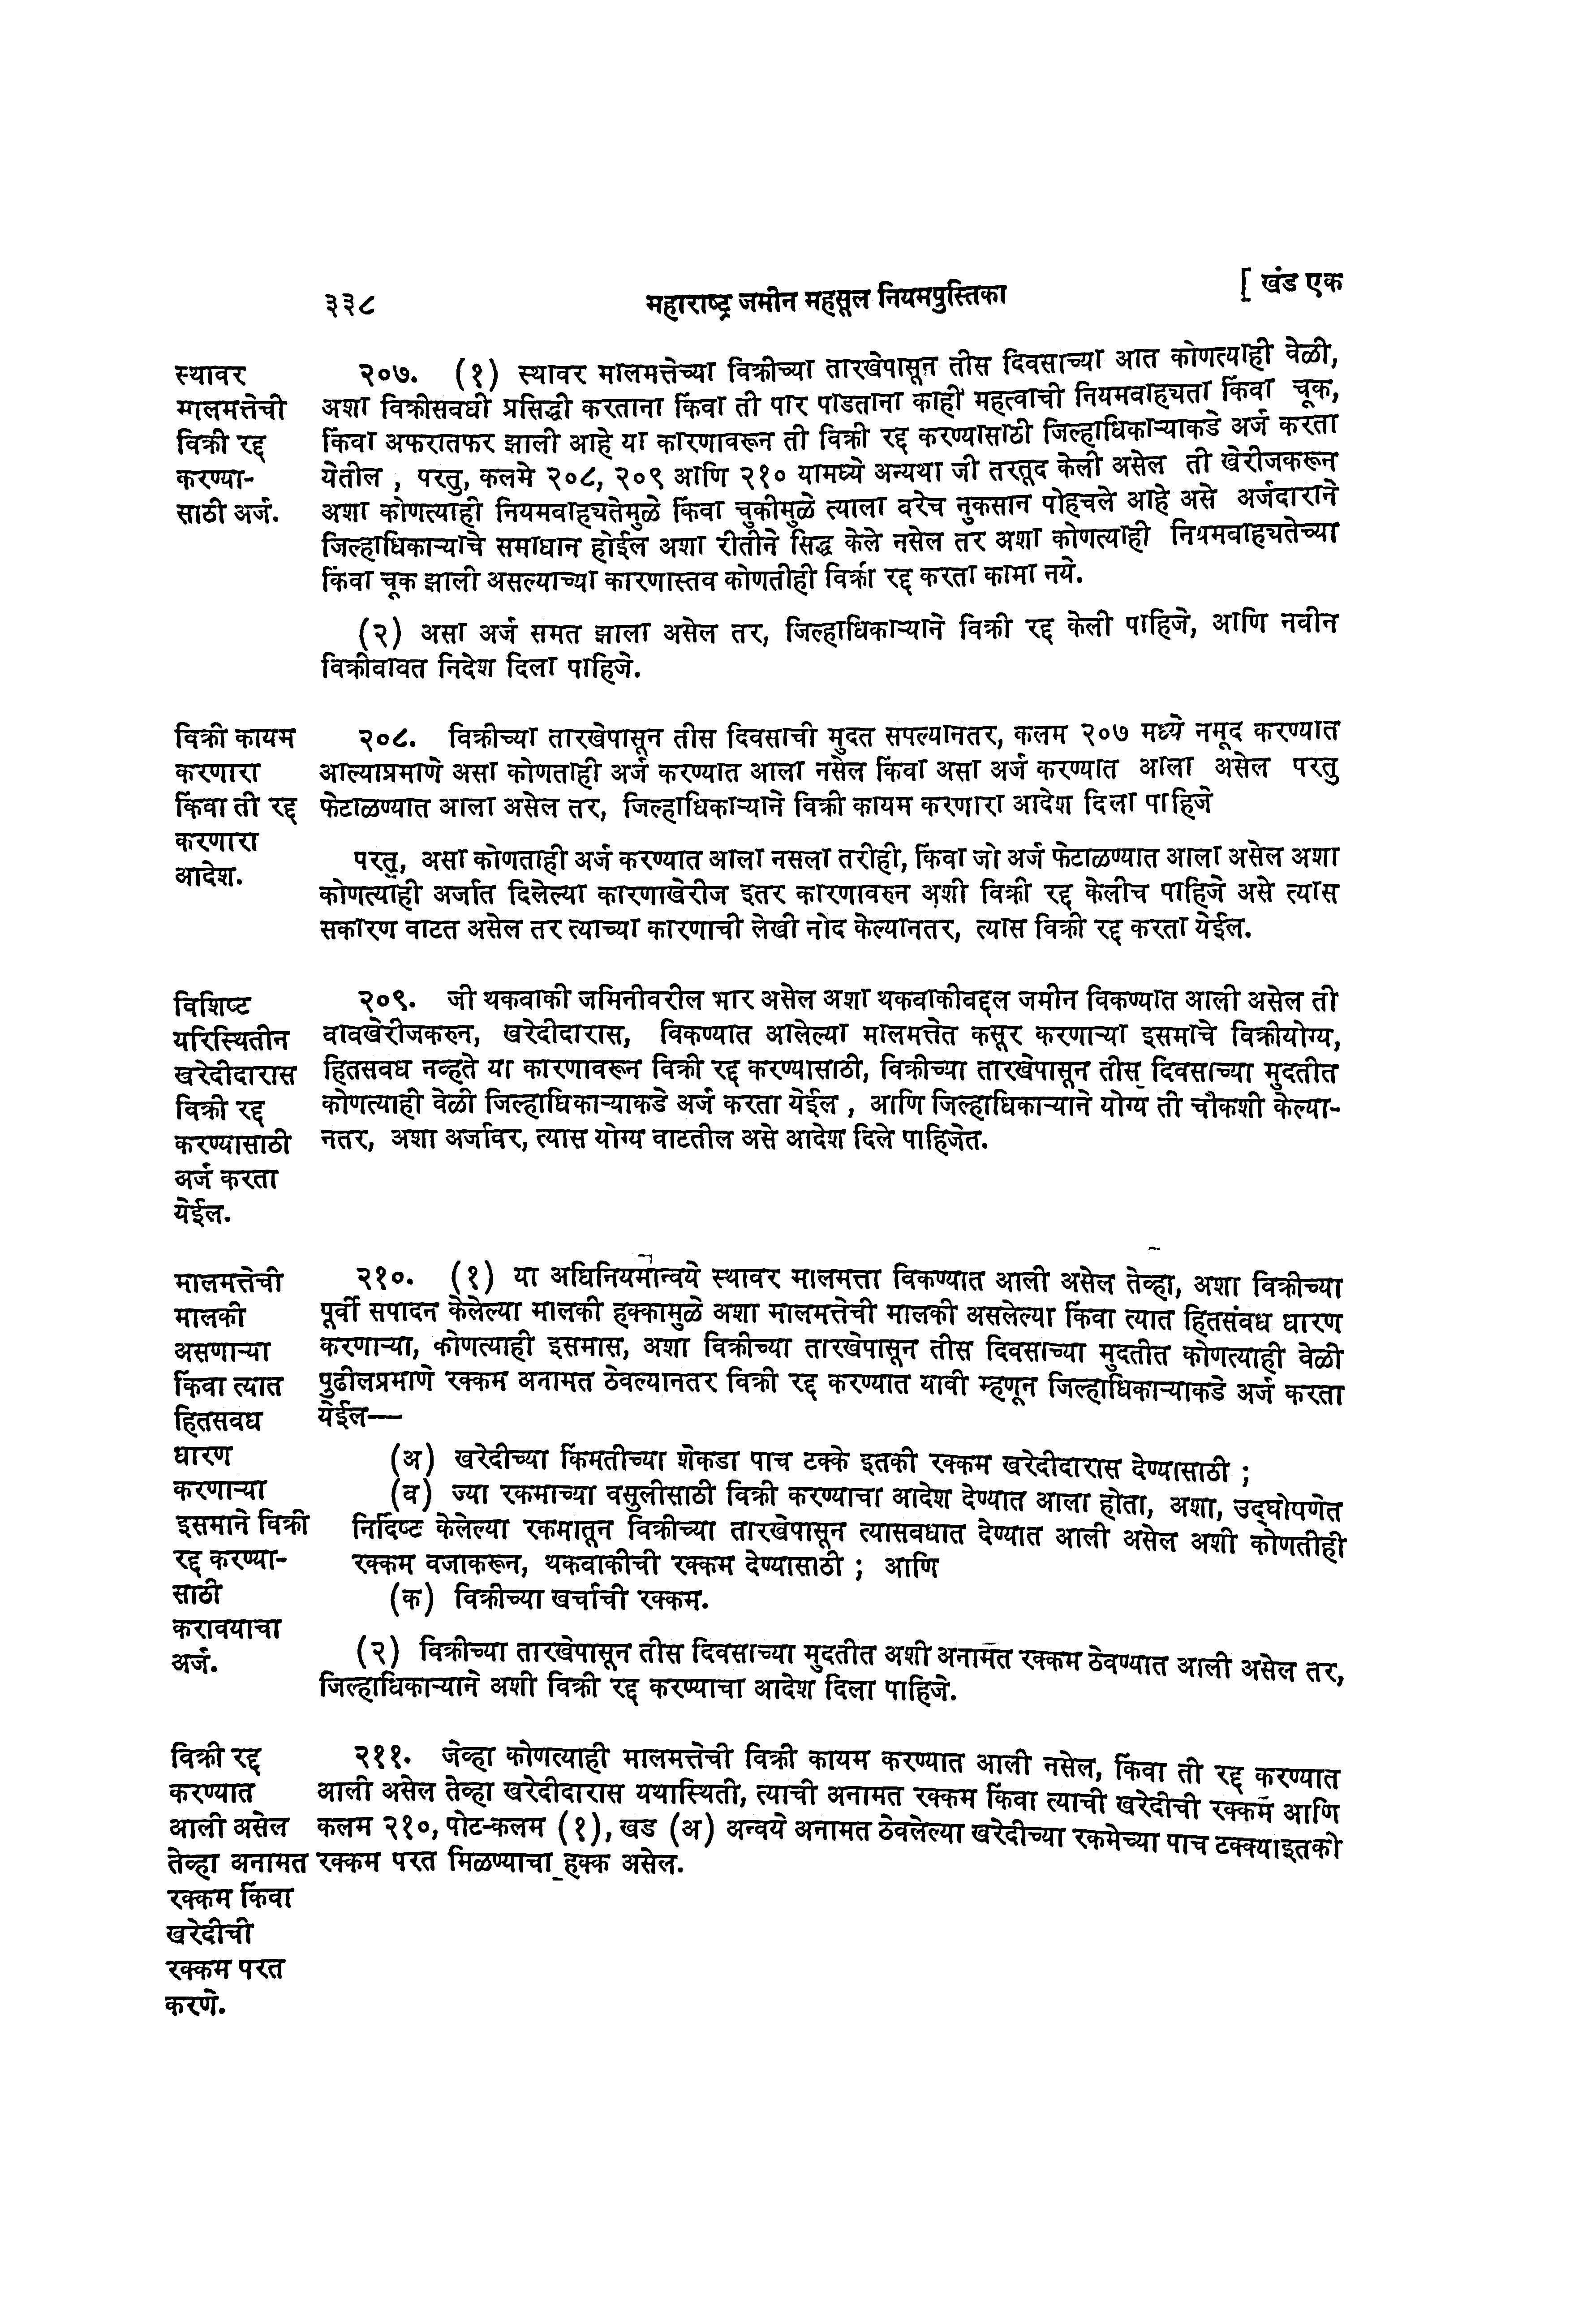 ३३८ महाराष्ट्र जमीन महसूल नियमपुस्तिका [ खंड एक
स्थावर
मालमत्तेची
विक्री रद्द
करण्या-
साठी अर्ज.
२०७. (१) स्थावर मालमत्तेच्या विक्रीच्या तारखेपासून तीस दिवसाच्या आत कोणत्याही वेळी,
अशा विक्रीसवधी प्रसिद्धी करताना किंवा ती पार पाडताना काही महत्वाची नियमवाह्यता किंवा चूक,
किंवा अफरातफर झाली आहे या कारणावरून ती विक्री रद्द करण्यासाठी जिल्हाधिकाऱ्याकडे अर्ज करता
येतील , परतु, कलमे २०८, २०९ आणि २१० यामध्ये अन्यथा जी तरतूद केली असेल ती खेरीजकरून
अशा कोणत्याही नियमबाह्यतेमुळे किंवा चुकीमुळे त्याला बरेच नुकसान पोहचले आहे असे अर्जदाराने
जिल्हाधिकाऱ्याचे समाधान होईल अशा रीतीने सिद्ध केले नसेल तर अशा कोणत्याही नियमवाह्यतेच्या
किंवा चूक झाली असल्याच्या कारणास्तव कोणतीही विक्री रद्द करता कामा नये.
(२) असा अर्ज समत झाला असेल तर, जिल्हाधिकाऱ्याने विक्री रद्द केली पाहिजे, आणि नवीन
विक्रीवावत निदेश दिला पाहिजे.
विक्री कायम
करणारा
किंवा ती रद्द
करणारा
आदेश.
२०८. विक्रीच्या तारखेपासून तीस दिवसाची मुदत सपल्यानतर, कलम २०७ मध्ये नमूद करण्यात
आल्याप्रमाणे असा कोणताही अर्ज करण्यात आला नसेल किंवा असा अर्ज करण्यात आला असेल परतु
फेटाळण्यात आला असेल तर, जिल्हाधिकाऱ्याने विक्री कायम करणारा आदेश दिला पाहिजे
परतु, असा कोणताही अर्ज करण्यात आला नसला तरीही, किंवा जो अर्ज फेटाळण्यात आला असेल अशा
कोणत्याही अर्जात दिलेल्या कारणाखेरीज इतर कारणावरुन अशी विक्री रद्द केलीच पाहिजे असे त्यास
सकारण वाटत असेल तर त्याच्या कारणाची लेखी नोद केल्यानतर, त्यास विक्री रद्द करता येईल.
विशिष्ट
यरिस्थितीन
खरेदीदारास
विक्री रद्द
करण्यासाठी
अर्ज करता
येईल.
२०९. जी थकवाकी जमिनीवरील भार असेल अशा थकबाकीवद्दल जमीन विकण्यात आली असेल ती
वावखेरीजकरुन, खरेदीदारास, विकण्यात आलेल्या मालमत्तेत कसूर करणाऱ्या इसमाचे विक्रीयोग्य,
हितसवध नव्हते या कारणावरून विक्री रद्द करण्यासाठी, विक्रीच्या तारखेपासून तीस दिवसाच्या मुदतीत
कोणत्याही वेळी जिल्हाधिकाऱ्याकडे अर्ज करता येईल , आणि जिल्हाधिकाऱ्याने योग्य ती चौकशी केल्या-
नतर, अशा अर्जावर, त्यास योग्य वाटतील असे आदेश दिले पाहिजेत.
मालमत्तेची
मालकी
असणाऱ्या
किंवा त्यात
हितसवध
धारण
करणाऱ्या
इसमाने विक्री
रद्द करण्या-
साठी
करावयाचा
अर्ज.
२१०. (१) या अधिनियमान्वये स्थावर मालमत्ता विकण्यात आली असेल तेव्हा, अशा विक्रीच्या
पूर्वी सपादन केलेल्या मालकी हक्कामुळे अशा मालमत्तेची मालकी असलेल्या किंवा त्यात हितसंवध धारण
करणाऱ्या, कोणत्याही इसमास, अशा विक्रीच्या तारखेपासून तीस दिवसाच्या मुदतीत कोणत्याही वेळी
पुढीलप्रमाणे रक्कम अनामत ठेवल्यानतर विक्री रद्द करण्यात यावी म्हणून जिल्हाधिकाऱ्याकडे अर्ज करता
येईल—
(अ) खरेदीच्या किंमतीच्या शेकडा पाच टक्के इतकी रक्कम खरेदीदारास देण्यासाठी ;
(व) ज्या रकमाच्या वसुलीसाठी विक्री करण्याचा आदेश देण्यात आला होता, अशा, उद्‌घोषणेत
निर्दिष्ट केलेल्या रकमातून विक्रीच्या तारखेपासून त्यासवधात देण्यात आली असेल अशी कोणतीही
रक्कम वजाकरून, थकवाकीची रक्कम देण्यासाठी ; आणि
(क) विक्रीच्या खर्चाची रक्कम.
(२) विक्रीच्या तारखेपासून तीस दिवसाच्या मुदतीत अशी अनामत रक्कम ठेवण्यात आली असेल तर,
जिल्हाधिकाऱ्याने अशी विक्री रद्द करण्याचा आदेश दिला पाहिजे.
विक्री रद्द
करण्यात
आली असेल
तेव्हा अनामत
रक्कम किंवा
खरेदीची
रक्कम परत
करणे.
२११. जेव्हा कोणत्याही मालमत्तेची विक्री कायम करण्यात आली नसेल, किंवा ती रद्द करण्यात
आली असेल तेव्हा खरेदीदारास यथास्थिती, त्याची अनामत रक्कम किंवा त्याची खरेदीची रक्कम आणि
कलम २१०, पोट-कलम (१), खड (अ) अन्वये अनामत ठेवलेल्या खरेदीच्या रकमेच्या पाच टक्क्याइतको
रक्कम परत मिळण्याचा हक्क असेल.